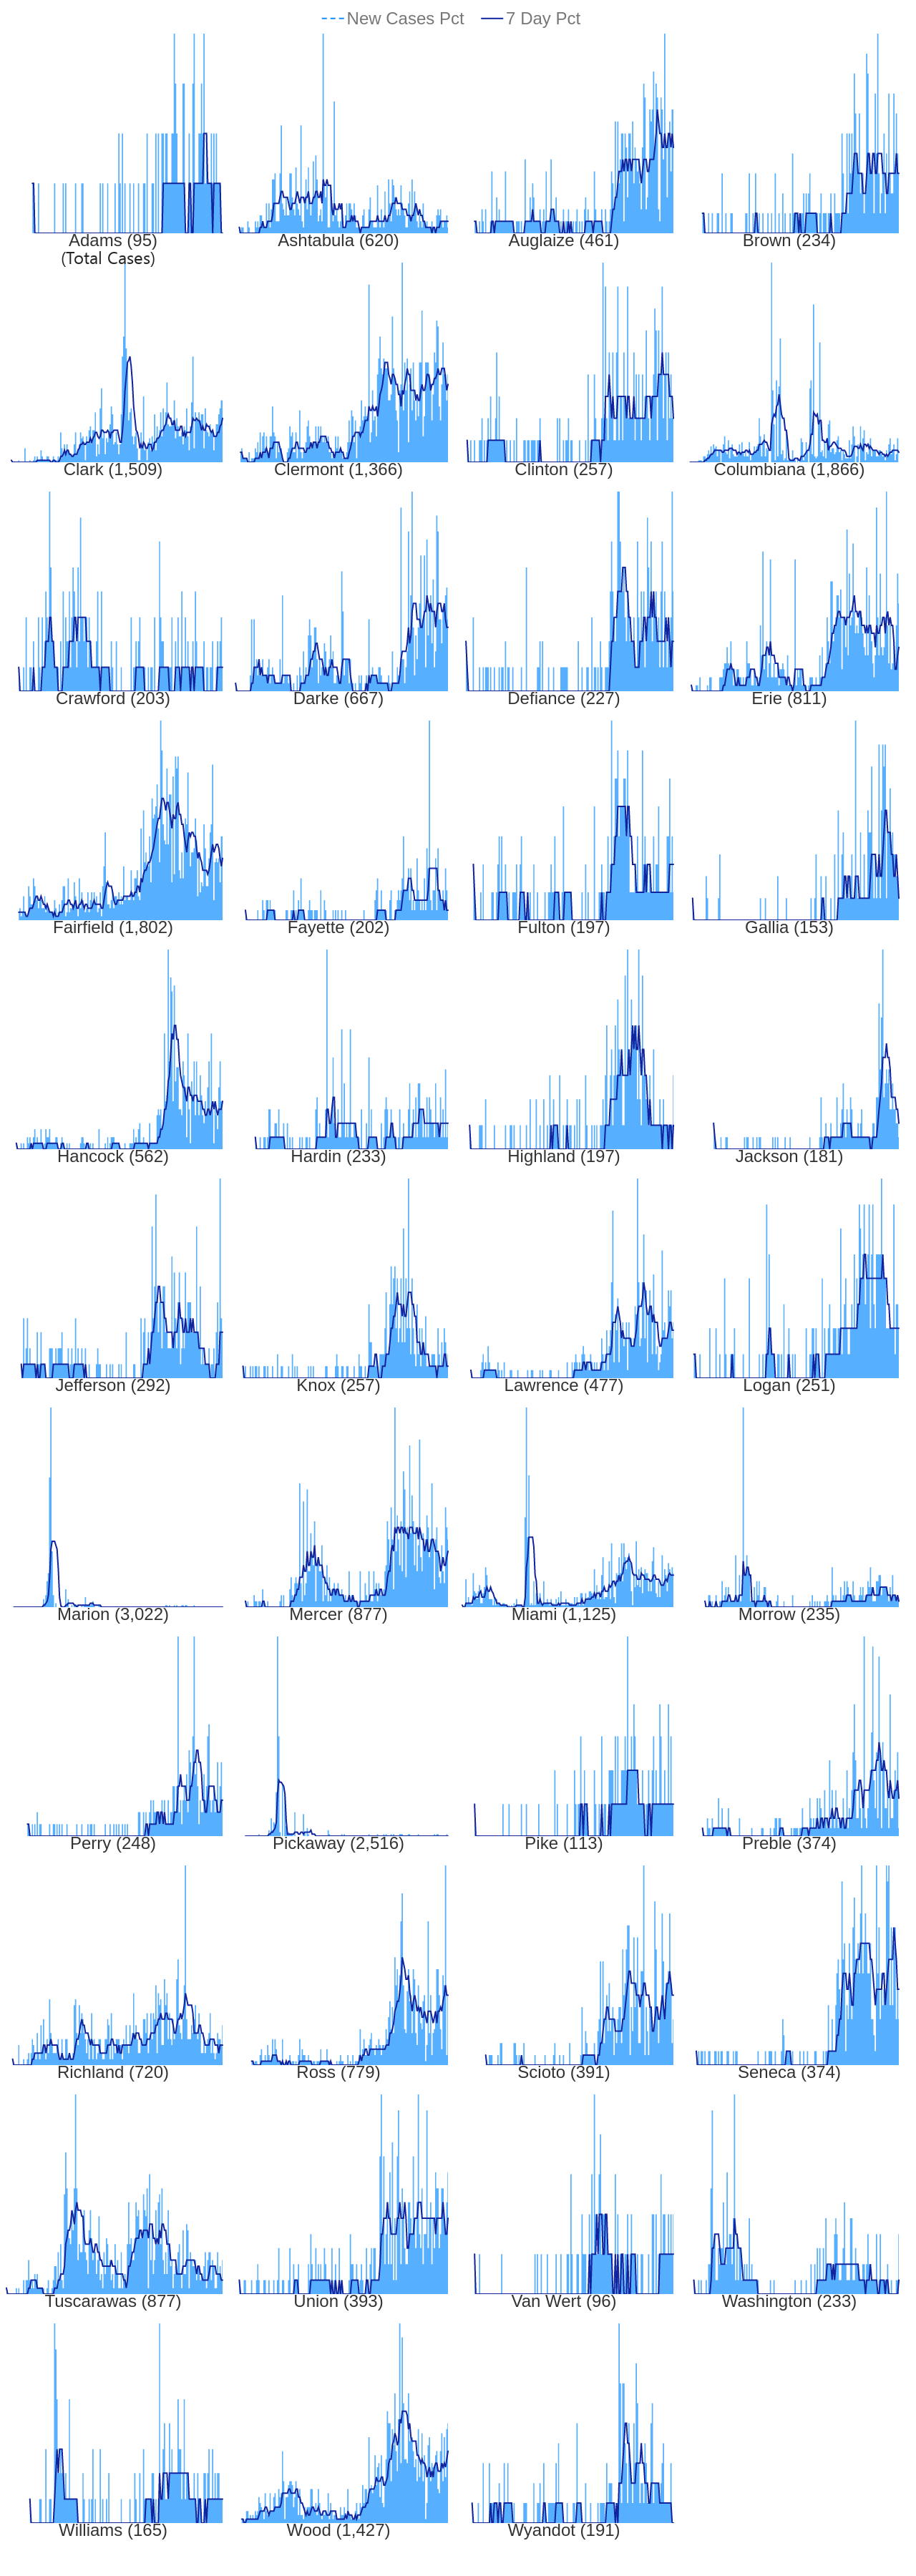 New Cases Pct 7 Day Pct
Adams (95) Ashtabula (620) Auglaize (461) Brown (234)
(Total Cases)
Clark (1,509) Clermont (1,366) Clinton (257) Columbiana (1,866)
Crawford (203) Darke (667) Defiance (227) Erie (811)
Fairfield (1,802) Fayette (202) Fulton (197) Gallia (153)
Hancock (562) Hardin (233) Highland (197) Jackson (181)
Jefferson (292) Knox (257) Lawrence (477) Logan (251)
Marion (3,022) Mercer (877) Miami (1,125) Morrow (235)
Perry (248) Pickaway (2,516) Pike (113) Preble (374)
Richland (720) Ross (779) Scioto (391) Seneca (374)
Tuscarawas (877) Union (393) Van Wert (96) Washington (233)
Williams (165) Wood (1,427) Wyandot (191)